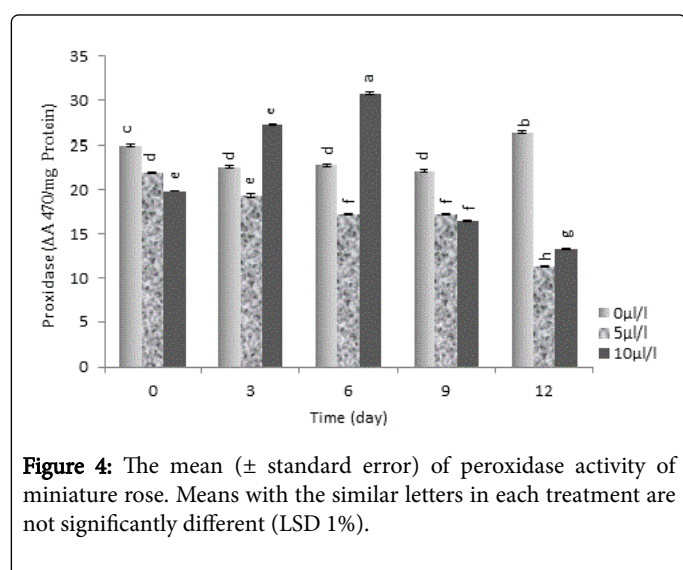 35
30
25
20
15
10
5
0
Proxidase (ΔA 470/mg Protein)
c
d
e
d
e
e
d
f
a
d
f
f
b
h
g
0µl/l
5µl/l
10µl/l
0 3 6 9 12
Time (day)
Figure 4: The mean (± standard error) of peroxidase activity of
miniature rose. Means with the similar letters in each treatment are
not significantly different (LSD 1%).